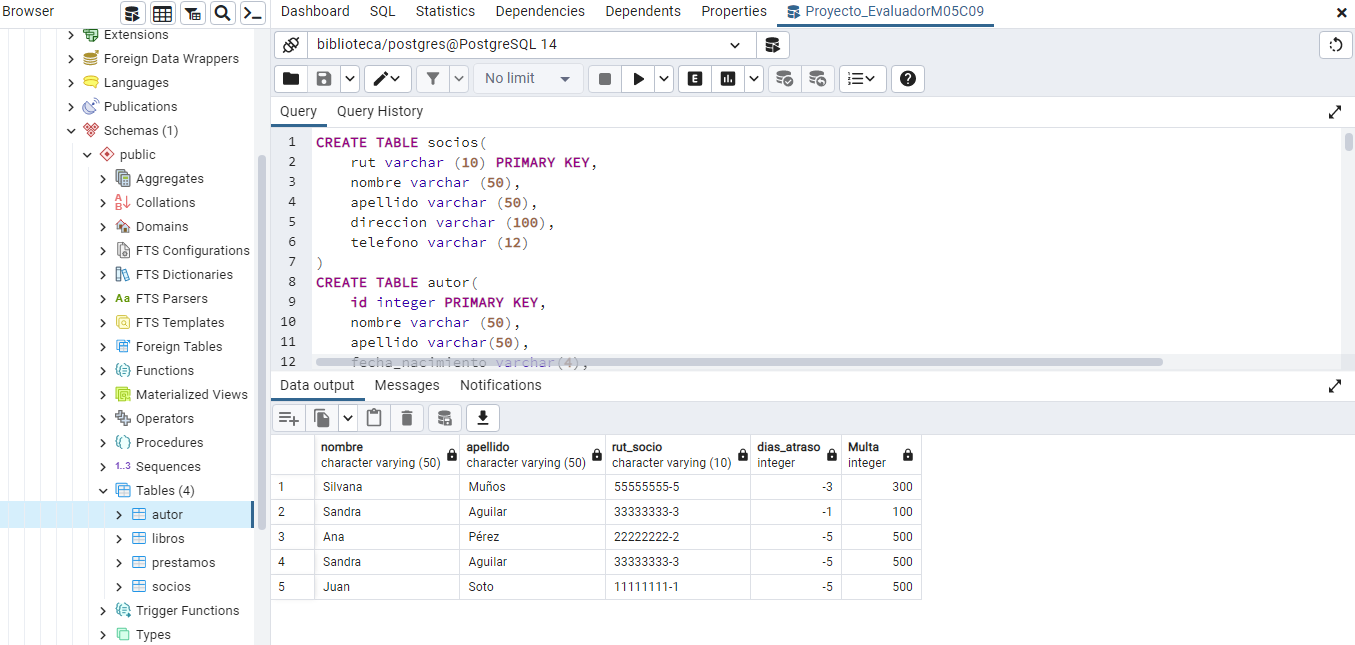 Browser
Dashboard SQL Statistics Dependencies Dependents Properties Proyecto_EvaluadorM05C09
Extensions
Foreign Data Wrappers
Languages
Publications
Schemas (1)
public
Aggregates
Collations
Domains
FTS Configurations
FTS Dictionaries
Aa FTS Parsers
FTS Templates
Foreign Tables
Functions
Materialized Views
Operators
Procedures
1..3 Sequences
Tables (4)
autor
libros
prestamos
socios
Trigger Functions
Types
biblioteca/postgres@PostgreSQL 14
No limit
E
Query Query History
1 CREATE TABLE socios(
2 rut varchar (10) PRIMARY KEY,
3 nombre varchar (50),
4 apellido varchar (50),
5 direccion varchar (100),
6 telefono varchar (12)
7 )
8 CREATE TABLE autor(
9 id integer PRIMARY KEY,
10 nombre varchar (50),
11 apellido varchar(50),
12 fecha_nacimiento varchar(4),
Data output Messages Notifications
nombre apellido rut_socio dias_atraso Multa
character varying (50) character varying (50) character varying (10) integer integer
1 Silvana Muños 55555555-5 -3 300
2 Sandra Aguilar 33333333-3 -1 100
3 Ana Pérez 22222222-2 -5 500
4 Sandra Aguilar 33333333-3 -5 500
5 Juan Soto 11111111-1 -5 500